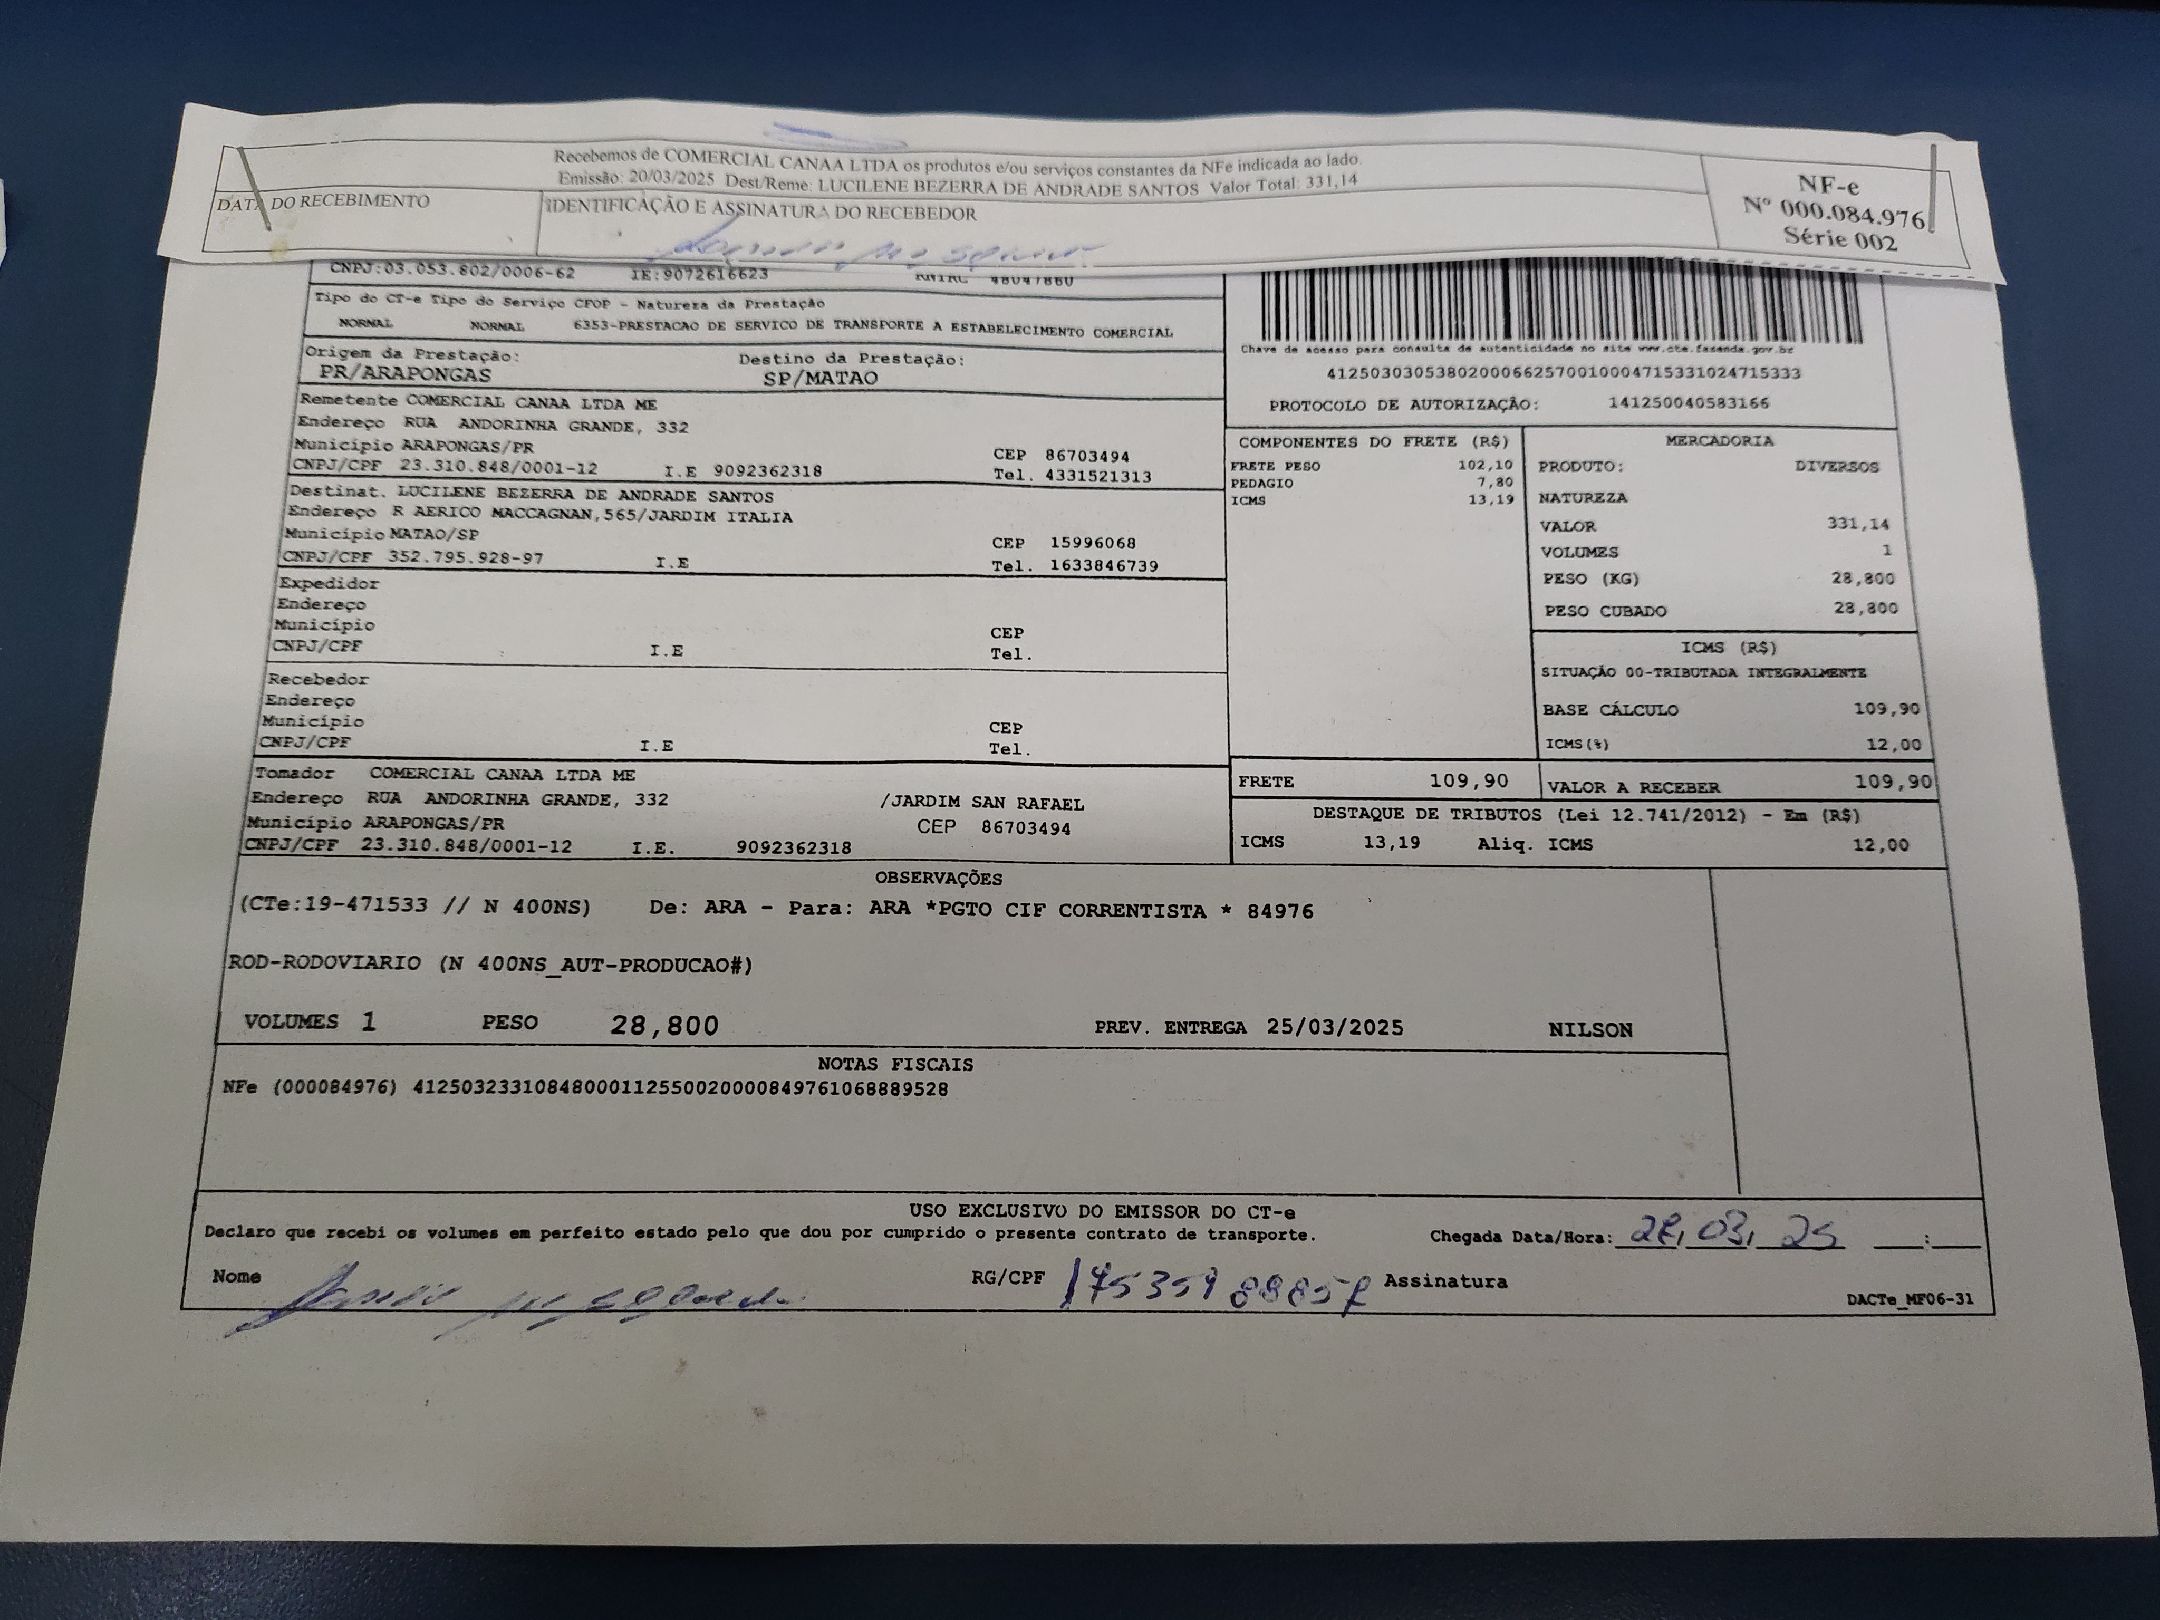 Recebemos de COMERCIAL CANAA LTDA os produtos e/ou serviços constantes da NFe indicada ao lado.
Emissão: 20/03/2025 Dest/Reme: LUCILENE BEZERRA DE ANDRADE SANTOS Valor Total: 331,14
DATA DO RECEBIMENTO
IDENTIFICAÇÃO E ASSINATURA DO RECEBEDOR
NF-e
Nº 000.084.976
Série 002
CNPJ:03.053.802/0006-62 IE:9072616623 RNTRC 48047860
Tipo do CT-e Tipo do Serviço CFOP - Natureza da Prestação
NORMAL NORMAL 6353-PRESTACAO DE SERVICO DE TRANSPORTE A ESTABELECIMENTO COMERCIAL
Origem da Prestação: Destino da Prestação:
PR/ARAPONGAS SP/MATAO
Chave de acesso para consulta de autenticidade no site www.cte.fazenda.gov.br
41250303053802000662570010004715331024715333
PROTOCOLO DE AUTORIZAÇÃO: 141250040583166
Remetente COMERCIAL CANAA LTDA ME
Endereço RUA ANDORINHA GRANDE, 332
Município ARAPONGAS/PR CEP 86703494
CNPJ/CPF 23.310.848/0001-12 I.E 9092362318 Tel. 4331521313
Destinat. LUCILENE BEZERRA DE ANDRADE SANTOS
Endereço R AERICO MACCAGNAN,565/JARDIM ITALIA
Município MATAO/SP CEP 15996068
CNPJ/CPF 352.795.928-97 I.E Tel. 1633846739
Expedidor
Endereço
Município CEP
CNPJ/CPF I.E Tel.
Recebedor
Endereço
Município CEP
CNPJ/CPF I.E Tel.
Tomador COMERCIAL CANAA LTDA ME
Endereço RUA ANDORINHA GRANDE, 332 /JARDIM SAN RAFAEL
Município ARAPONGAS/PR CEP 86703494
CNPJ/CPF 23.310.848/0001-12 I.E. 9092362318
COMPONENTES DO FRETE (R$)
FRETE PESO 102,10
PEDAGIO 7,80
ICMS 13,19
MERCADORIA
PRODUTO: DIVERSOS
NATUREZA
VALOR 331,14
VOLUMES 1
PESO (KG) 28,800
PESO CUBADO 28,800
ICMS (R$)
SITUAÇÃO 00-TRIBUTADA INTEGRALMENTE
BASE CÁLCULO 109,90
ICMS(%) 12,00
FRETE 109,90 VALOR A RECEBER 109,90
DESTAQUE DE TRIBUTOS (Lei 12.741/2012) - Em (R$)
ICMS 13,19 Aliq. ICMS 12,00
OBSERVAÇÕES
(CTe:19-471533 // N 400NS) De: ARA - Para: ARA *PGTO CIF CORRENTISTA * 84976
ROD-RODOVIARIO (N 400NS_AUT-PRODUCAO#)
VOLUMES 1 PESO 28,800 PREV. ENTREGA 25/03/2025 NILSON
NOTAS FISCAIS
NFe (000084976) 41250323310848000112550020000849761068889528
USO EXCLUSIVO DO EMISSOR DO CT-e
Declaro que recebi os volumes em perfeito estado pelo que dou por cumprido o presente contrato de transporte. Chegada Data/Hora: 03, 25 :
Nome RG/CPF Assinatura
DACTe_MF06-31